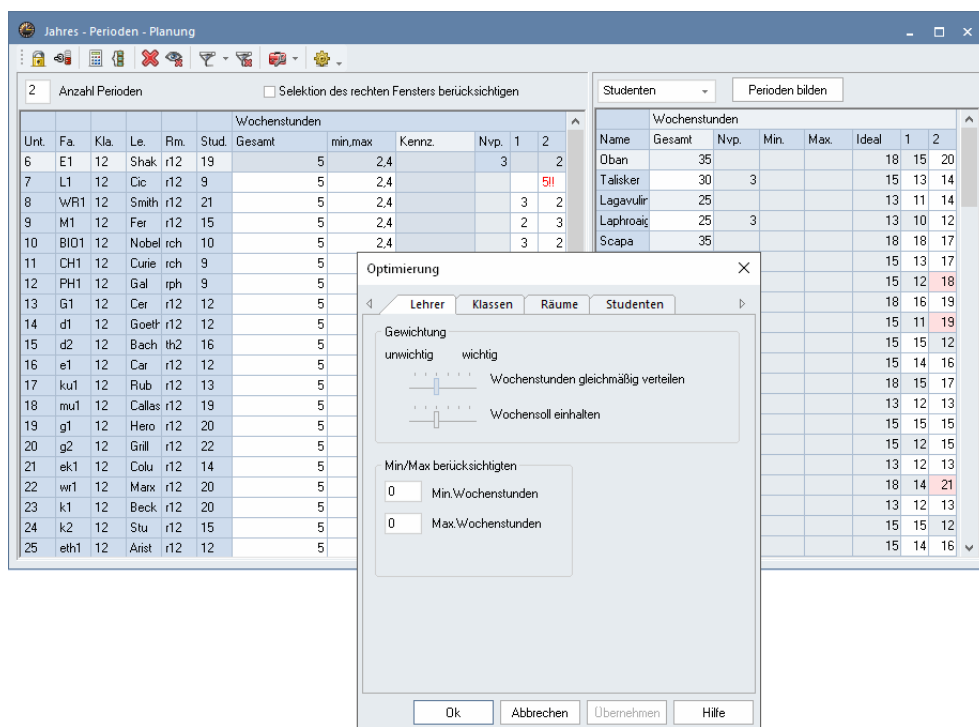 Jahres - Perioden - Planung
2 Anzahl Perioden Selektion des rechten Fensters berücksichtigen
Wochenstunden
Unt. Fa. Kla. Le. Rm. Stud. Gesamt min,max Kennz. Nvp. 1 2
6 E1 12 Shak r12 19 5 2,4 3 2
7 L1 12 Cic r12 9 5 2,4 5!!
8 WR1 12 Smith r12 21 5 2,4 3 2
9 M1 12 Fer r12 15 5 2,4 2 3
10 BIO1 12 Nobel rch 10 5 2,4 3 2
11 CH1 12 Curie rch 9 5
12 PH1 12 Gal rph 9 5
13 G1 12 Cer r12 12 5
14 d1 12 Goeth r12 12 5
15 d2 12 Bach th2 16 5
16 e1 12 Car r12 12 5
17 ku1 12 Rub r12 13 5
18 mu1 12 Callas r12 19 5
19 g1 12 Hero r12 20 5
20 g2 12 Grill r12 22 5
21 ek1 12 Colu r12 14 5
22 wr1 12 Marx r12 20 5
23 k1 12 Beck r12 20 5
24 k2 12 Stu r12 15 5
25 eth1 12 Arist r12 12 5
Studenten Perioden bilden
Wochenstunden
Name Gesamt Nvp. Min. Max. Ideal 1 2
Oban 35 18 15 20
Talisker 30 3 15 13 14
Lagavulin 25 13 11 14
Laphroaig 25 3 13 10 12
Scapa 35 18 18 17
15 13 17
15 12 18
18 16 19
15 11 19
15 15 12
15 14 16
18 15 17
13 12 13
15 15 15
15 12 15
13 12 13
18 14 21
13 12 13
15 15 12
15 14 16
Optimierung
Lehrer Klassen Räume Studenten
Gewichtung
unwichtig wichtig
Wochenstunden gleichmäßig verteilen
Wochensoll einhalten
Min/Max berücksichtigten
0 Min.Wochenstunden
0 Max.Wochenstunden
Ok Abbrechen Übernehmen Hilfe